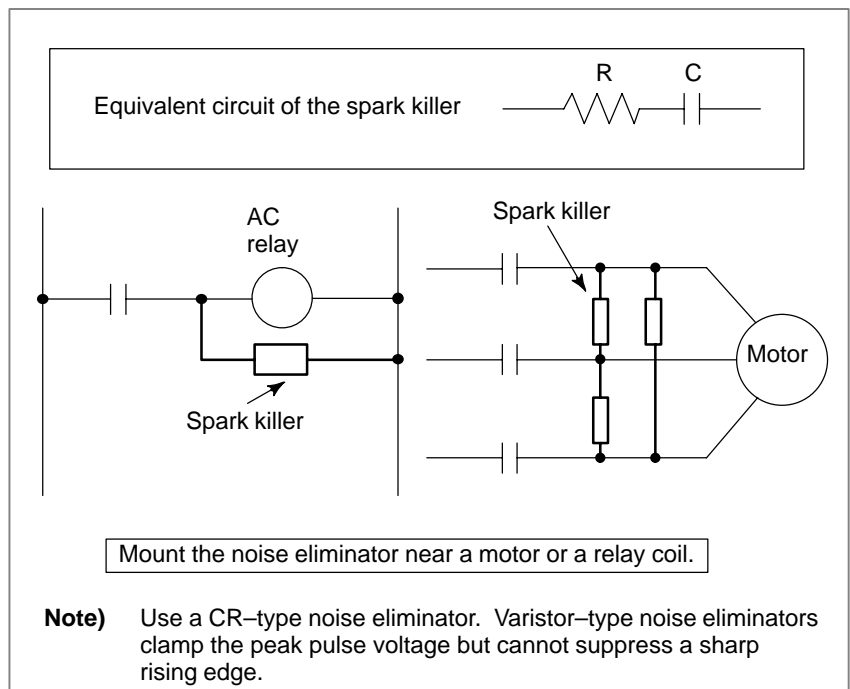 R
C
Equivalent circuit of the spark killer
AC
relay
Spark killer
Spark killer
Motor
Mount the noise eliminator near a motor or a relay coil.
Note) Use a CR–type noise eliminator. Varistor–type noise eliminators
clamp the peak pulse voltage but cannot suppress a sharp
rising edge.